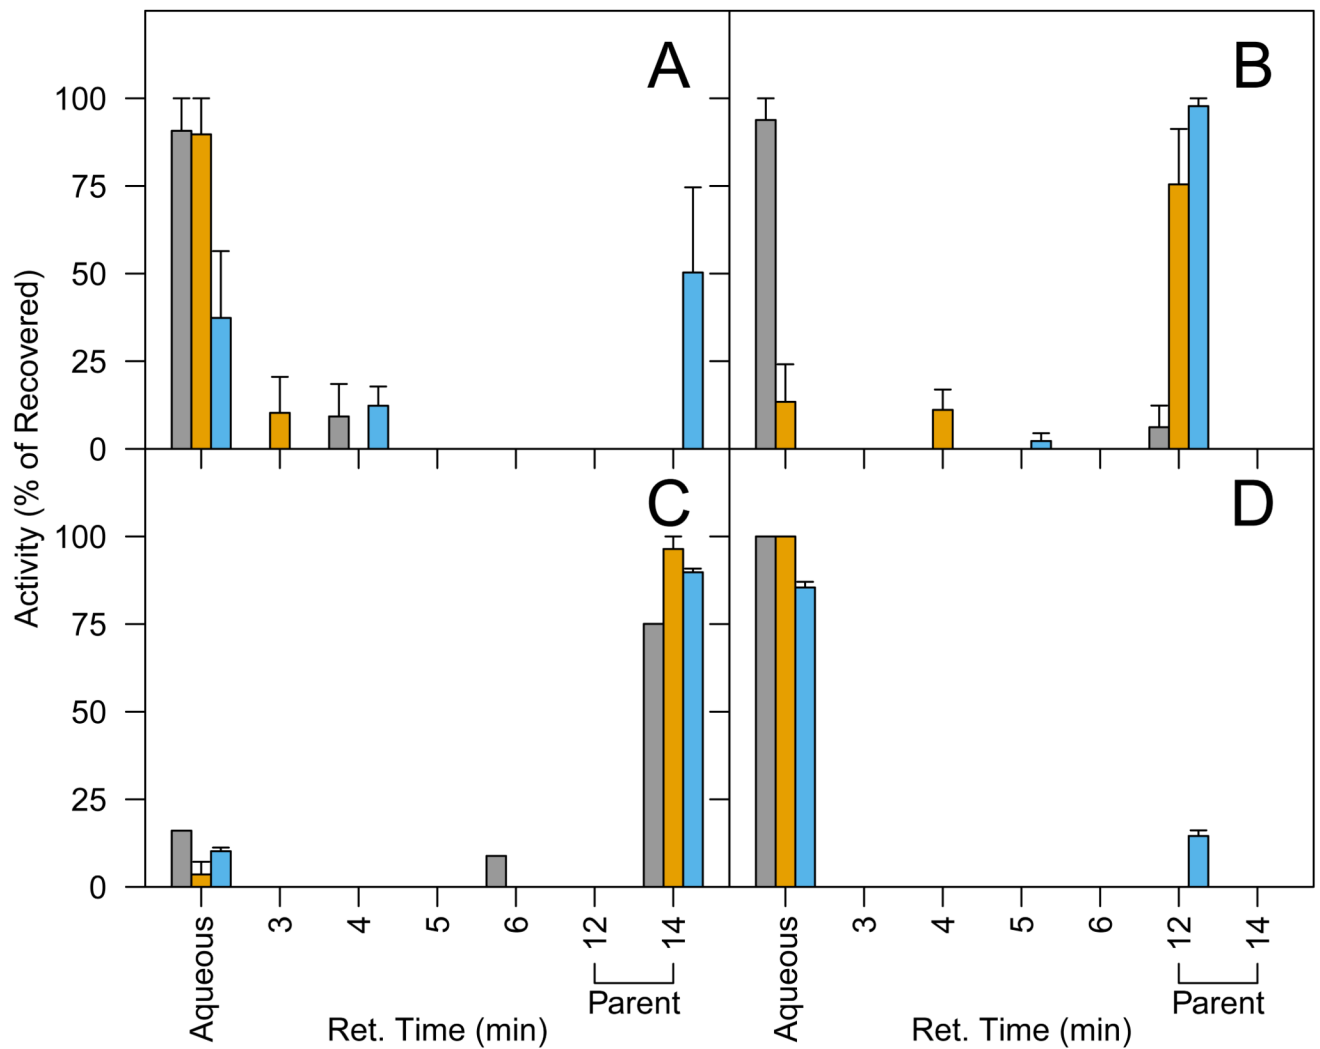 A
B
100
75
50
25
0
C
D
100
75
50
25
0
Activity (% of Recovered)
Aqueous 3 4 5 6 12 14
Aqueous 3 4 5 6 12 14
Parent
Parent
Ret. Time (min)
Ret. Time (min)